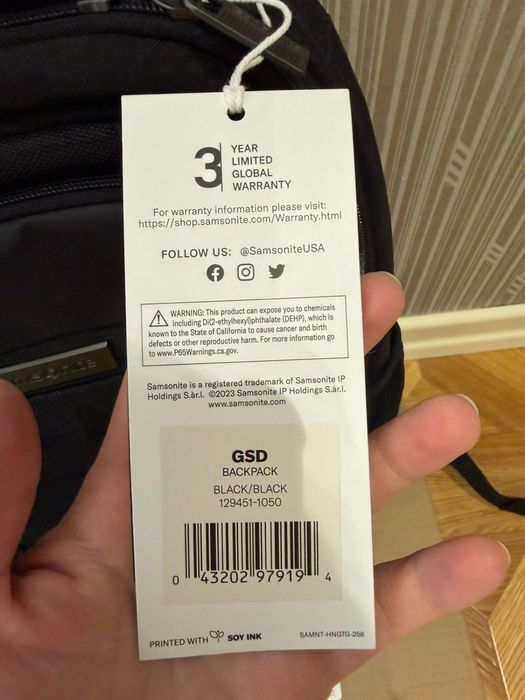 3 YEAR
LIMITED
GLOBAL
WARRANTY
For warranty information please visit:
https://shop.samsonite.com/Warranty.html
FOLLOW US: @SamsoniteUSA
WARNING: This product can expose you to chemicals
including Di(2-ethylhexyl)phthalate (DEHP), which is
known to the State of California to cause cancer and birth
defects or other reproductive harm. For more information go
to www.P65Warnings.ca.gov.
Samsonite is a registered trademark of Samsonite IP
Holdings S.àr.l. ©2023 Samsonite IP Holdings S.àr.l.
www.samsonite.com
GSD
BACKPACK
BLACK/BLACK
129451-1050
0 43202 97919 4
PRINTED WITH SOY INK
SAMNT-HNGTG-258